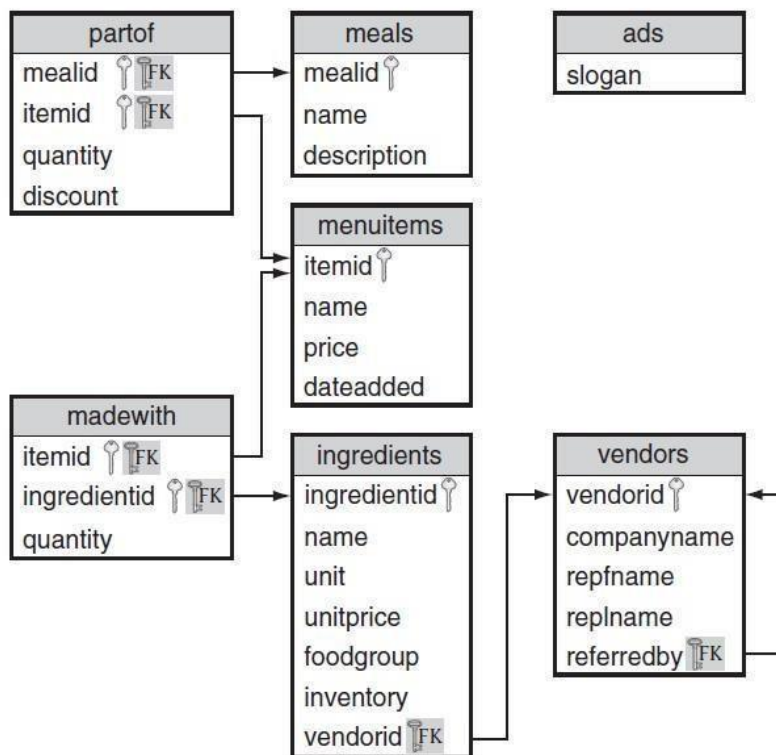 partof
mealid FK
itemid FK
quantity
discount
meals
mealid
name
description
ads
slogan
menuitems
itemid
name
price
dateadded
madewith
itemid FK
ingredientid FK
quantity
ingredients
ingredientid
name
unit
unitprice
foodgroup
inventory
vendorid FK
vendors
vendorid
companyname
repfname
replname
referredby FK